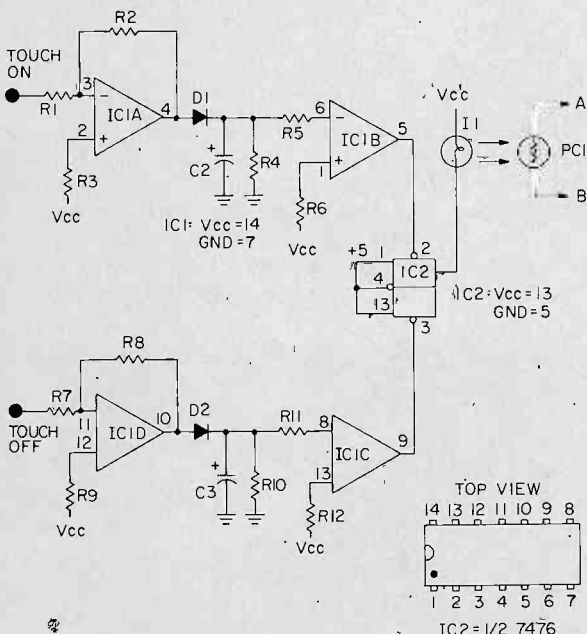 TOUCH
ON
R1
R2
3
−
IC1A
4
2
+
R3
Vcc
D1
+
C2
R4
R5
6
−
IC1B
5
1
+
R6
Vcc
IC1: Vcc=14
GND=7
Vcc
I1
PC1
A
B
+5
1
2
4
IC2
13
3
IC2: Vcc=13
GND=5
R7
TOUCH
OFF
R8
11
IC1D
10
12
R9
Vcc
D2
+
C3
R10
R11
8
IC1C
9
13
R12
Vcc
TOP VIEW
14 13 12 11 10 9 8
1 2 3 4 5 6 7
IC2=1/2 7476